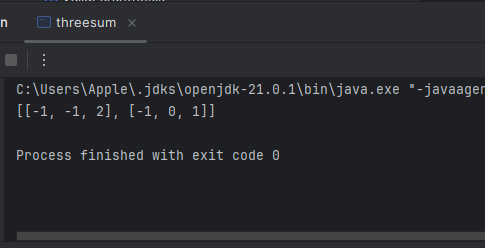 n threesum ×
C:\Users\Apple\.jdks\openjdk-21.0.1\bin\java.exe "-javaagen
[[-1, -1, 2], [-1, 0, 1]]
Process finished with exit code 0